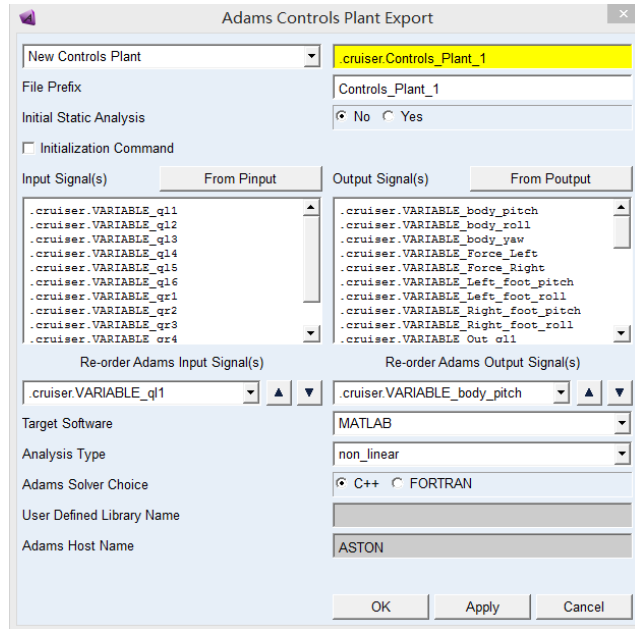 Adams Controls Plant Export
New Controls Plant
.cruiser.Controls_Plant_1
File Prefix
Controls_Plant_1
Initial Static Analysis
No Yes
Initialization Command
Input Signal(s)
From Pinput
Output Signal(s)
From Poutput
.cruiser.VARIABLE_ql1
.cruiser.VARIABLE_ql2
.cruiser.VARIABLE_ql3
.cruiser.VARIABLE_ql4
.cruiser.VARIABLE_ql5
.cruiser.VARIABLE_ql6
.cruiser.VARIABLE_qr1
.cruiser.VARIABLE_qr2
.cruiser.VARIABLE_qr3
.cruiser.VARIABLE_qr4
.cruiser.VARIABLE_body_pitch
.cruiser.VARIABLE_body_roll
.cruiser.VARIABLE_body_yaw
.cruiser.VARIABLE_Force_Left
.cruiser.VARIABLE_Force_Right
.cruiser.VARIABLE_Left_foot_pitch
.cruiser.VARIABLE_Left_foot_roll
.cruiser.VARIABLE_Right_foot_pitch
.cruiser.VARIABLE_Right_foot_roll
.cruiser.VARIABLE_Out_ql1
Re-order Adams Input Signal(s)
Re-order Adams Output Signal(s)
.cruiser.VARIABLE_ql1
.cruiser.VARIABLE_body_pitch
Target Software
MATLAB
Analysis Type
non_linear
Adams Solver Choice
C++ FORTRAN
User Defined Library Name
Adams Host Name
ASTON
OK
Apply
Cancel